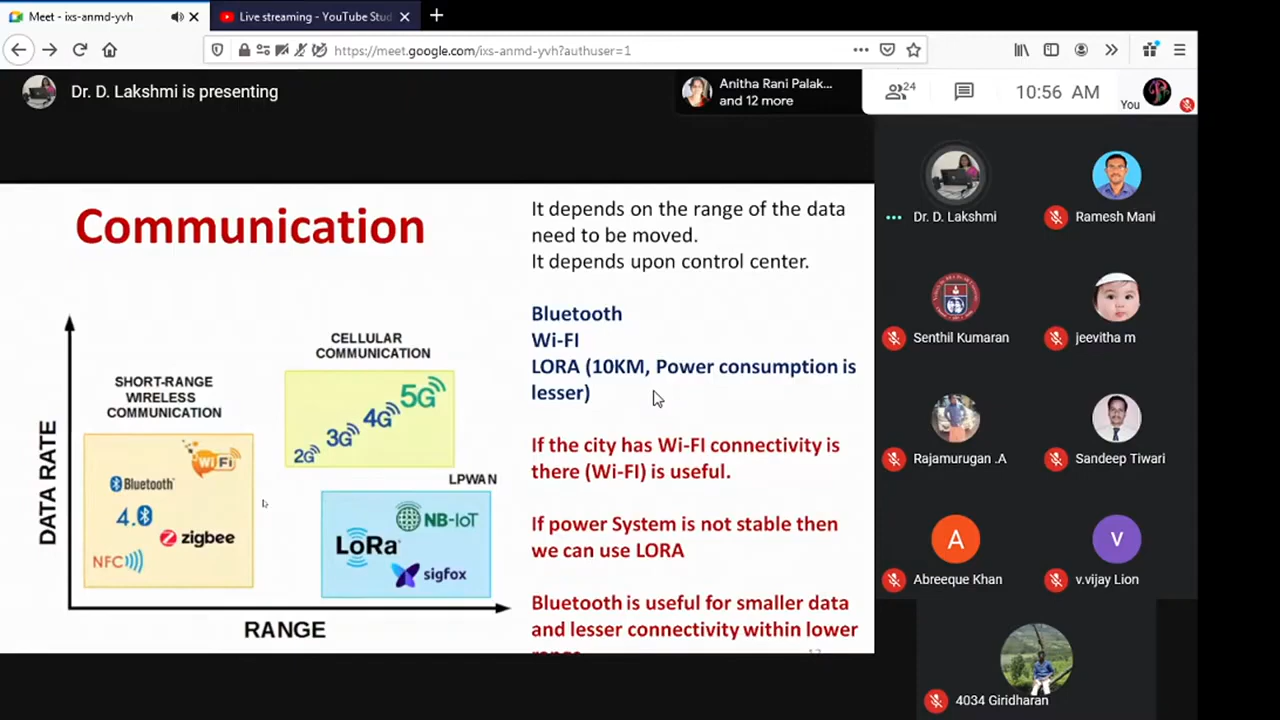 Meet - ixs-anmd-yvh
Live streaming - YouTube Stud
https://meet.google.com/ixs-anmd-yvh?authuser=1
Dr. D. Lakshmi is presenting
Anitha Rani Palak...
and 12 more
24
10:56 AM
You
Communication
DATA RATE
SHORT-RANGE
WIRELESS
COMMUNICATION
WiFi
Bluetooth
4.0
zigbee
NFC
CELLULAR
COMMUNICATION
2G
3G
4G
5G
LPWAN
NB-IoT
LoRa
sigfox
RANGE
It depends on the range of the data
need to be moved.
It depends upon control center.
Bluetooth
Wi-FI
LORA (10KM, Power consumption is
lesser)
If the city has Wi-FI connectivity is
there (Wi-FI) is useful.
If power System is not stable then
we can use LORA
Bluetooth is useful for smaller data
and lesser connectivity within lower
Dr. D. Lakshmi
Ramesh Mani
Senthil Kumaran
jeevitha m
Rajamurugan .A
Sandeep Tiwari
A
Abreeque Khan
V
v.vijay Lion
4034 Giridharan